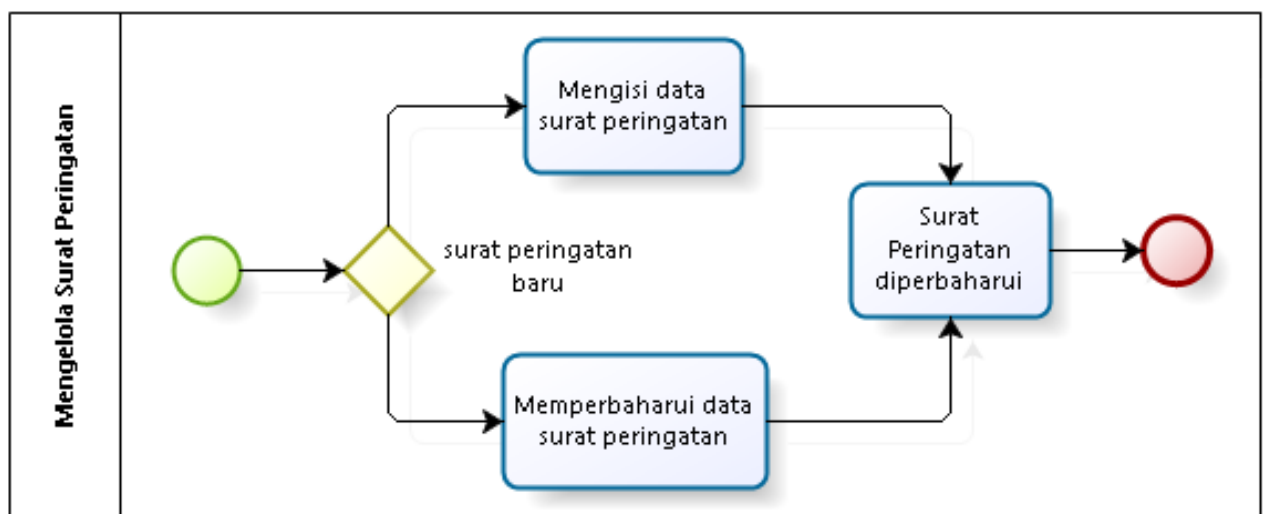 Mengelola Surat Peringatan
Mengisi data
surat peringatan
surat peringatan
baru
Surat
Peringatan
diperbaharui
Memperbaharui data
surat peringatan